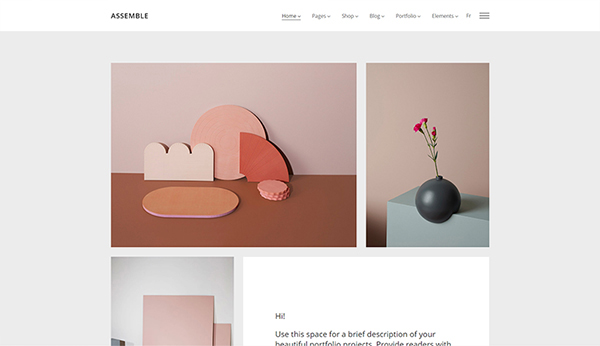 ASSEMBLE
Home Pages Shop Blog Portfolio Elements Fr
Hi!
Use this space for a brief description of your
beautiful portfolio projects. Provide readers with